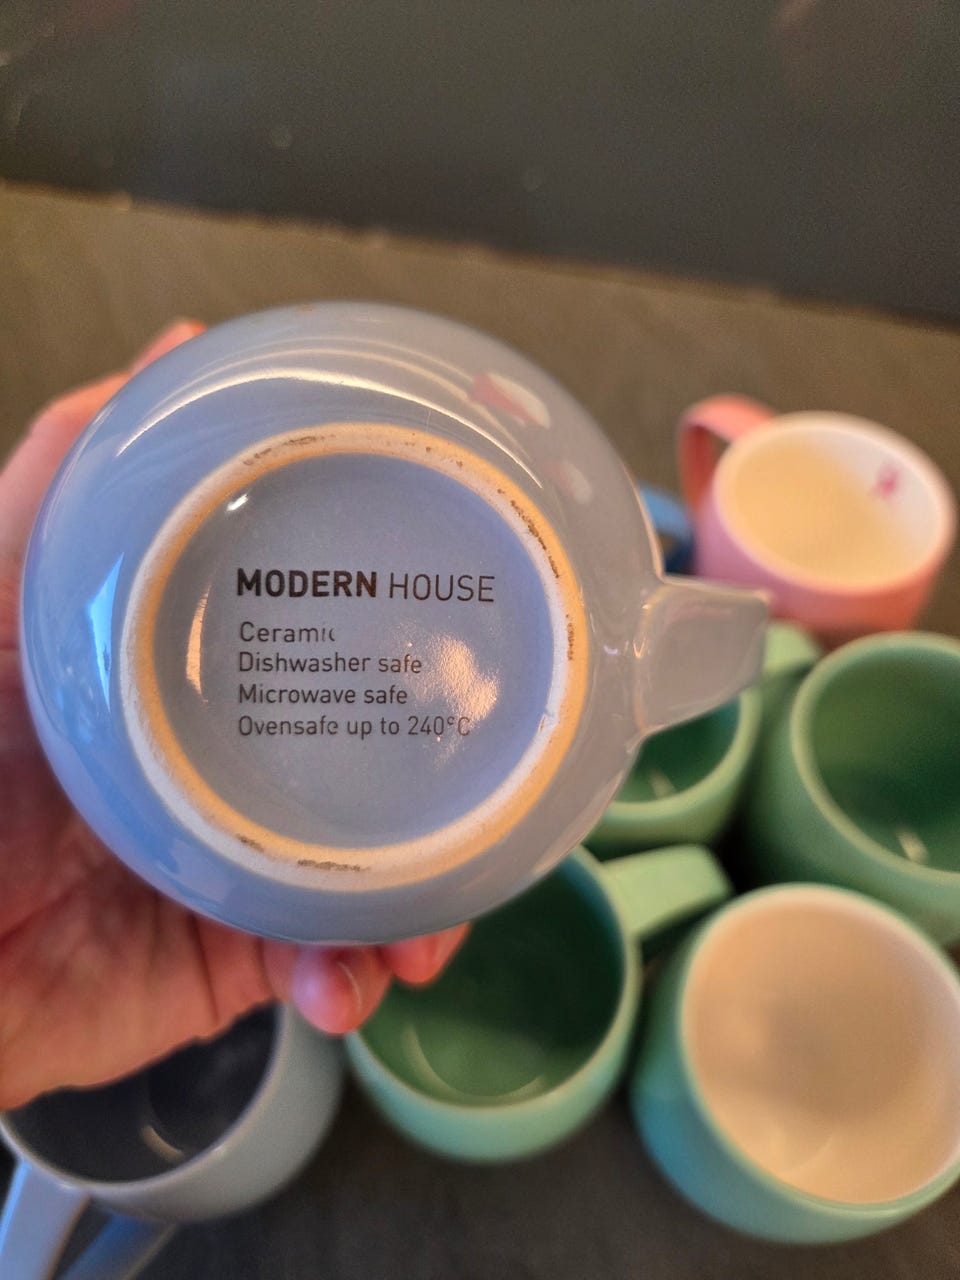 MODERN HOUSE
Ceramic
Dishwasher safe
Microwave safe
Ovensafe up to 240°C